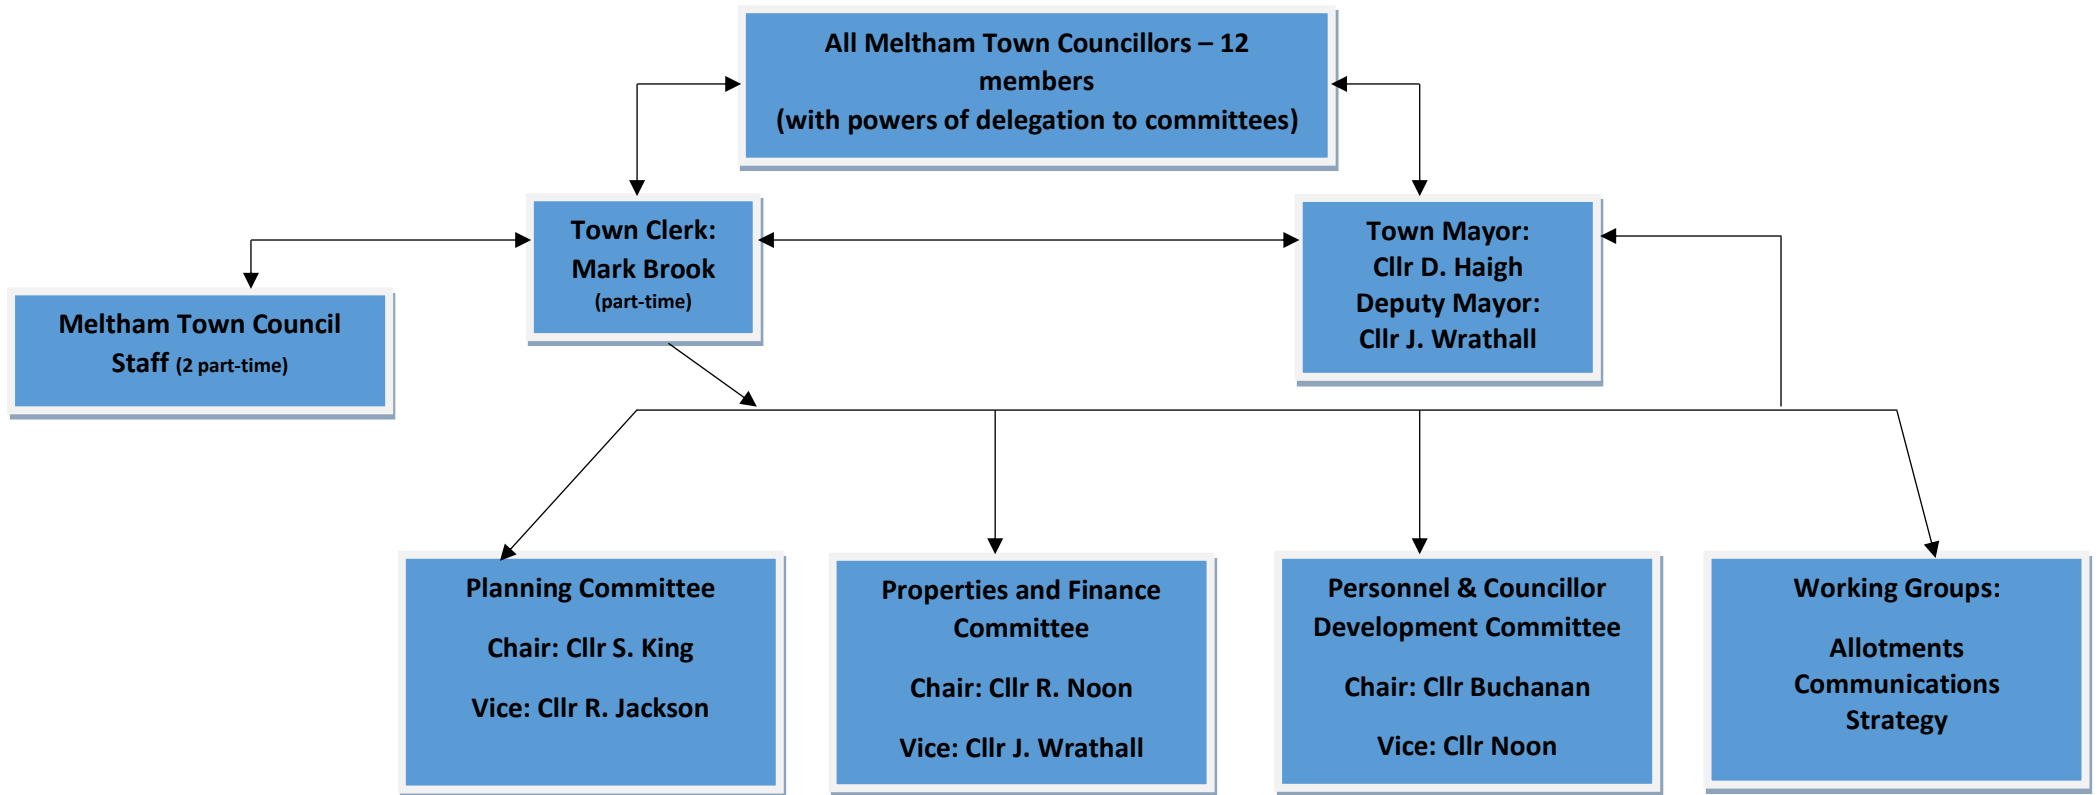 All Meltham Town Councillors – 12
members
(with powers of delegation to committees)
Town Clerk:
Mark Brook
(part-time)
Town Mayor:
Cllr D. Haigh
Deputy Mayor:
Cllr J. Wrathall
Meltham Town Council
Staff (2 part-time)
Planning Committee
Chair: Cllr S. King
Vice: Cllr R. Jackson
Properties and Finance
Committee
Chair: Cllr R. Noon
Vice: Cllr J. Wrathall
Personnel & Councillor
Development Committee
Chair: Cllr Buchanan
Vice: Cllr Noon
Working Groups:
Allotments
Communications
Strategy